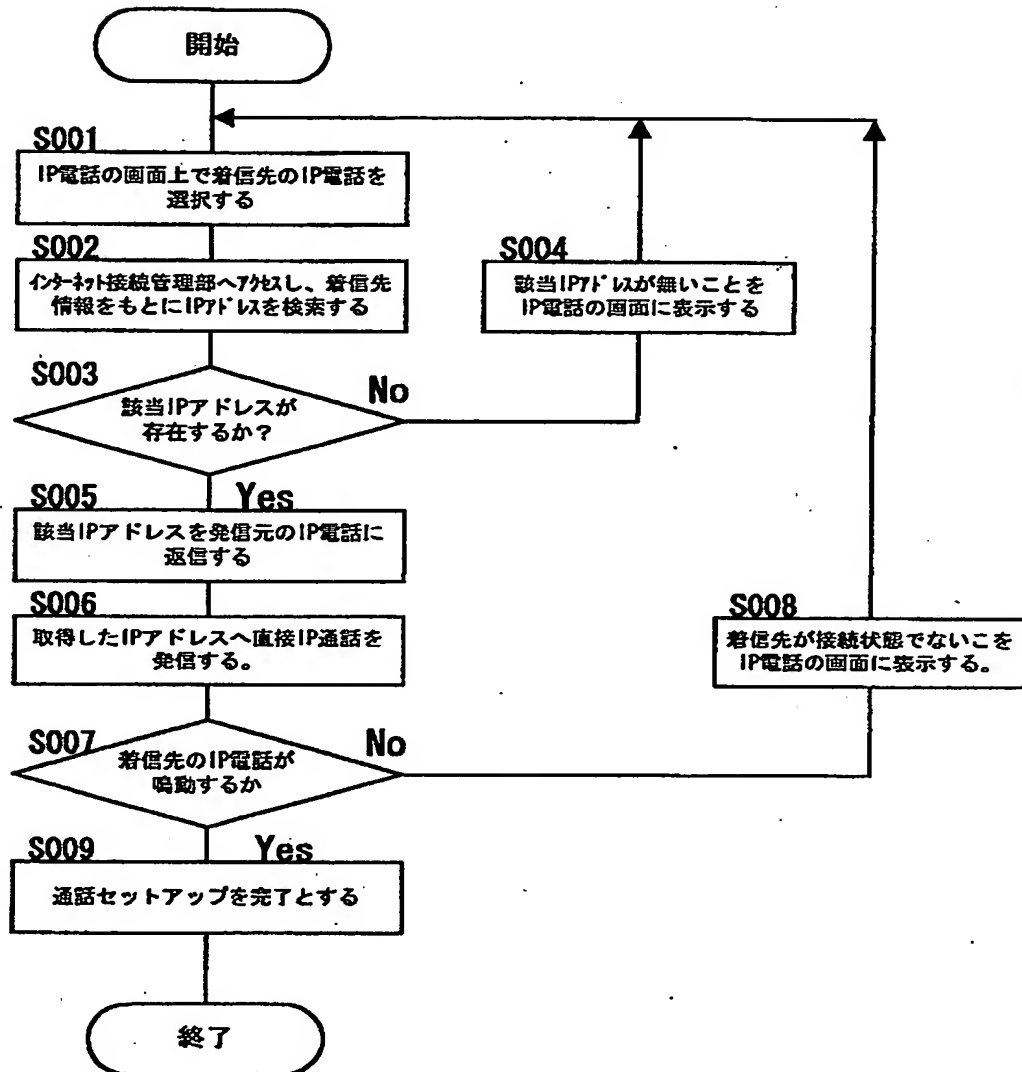 開始
S001
IP電話の画面上で着信先のIP電話を
選択する
S002
インターネット接続管理部へアクセスし、着信先
情報をもとにIPアドレスを検索する
S003
該当IPアドレスが
存在するか？
No
S004
該当IPアドレスが無いことを
IP電話の画面に表示する
Yes
S005
該当IPアドレスを発信元のIP電話に
返信する
S006
取得したIPアドレスへ直接IP通話を
発信する。
S007
着信先のIP電話が
鳴動するか
No
S008
着信先が接続状態でないこを
IP電話の画面に表示する。
Yes
S009
通話セットアップを完了とする
終了